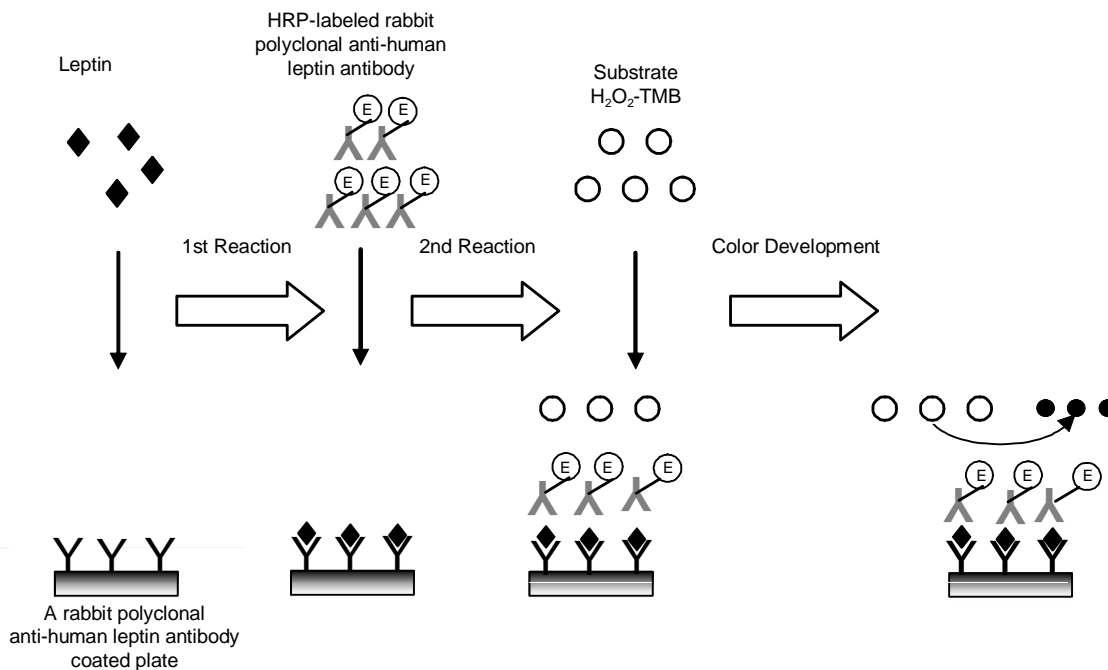 Leptin
HRP-labeled rabbit
polyclonal anti-human
leptin antibody
Substrate
H₂O₂-TMB
E E
E E E
1st Reaction
2nd Reaction
Color Development
E E E
E E E
A rabbit polyclonal
anti-human leptin antibody
coated plate